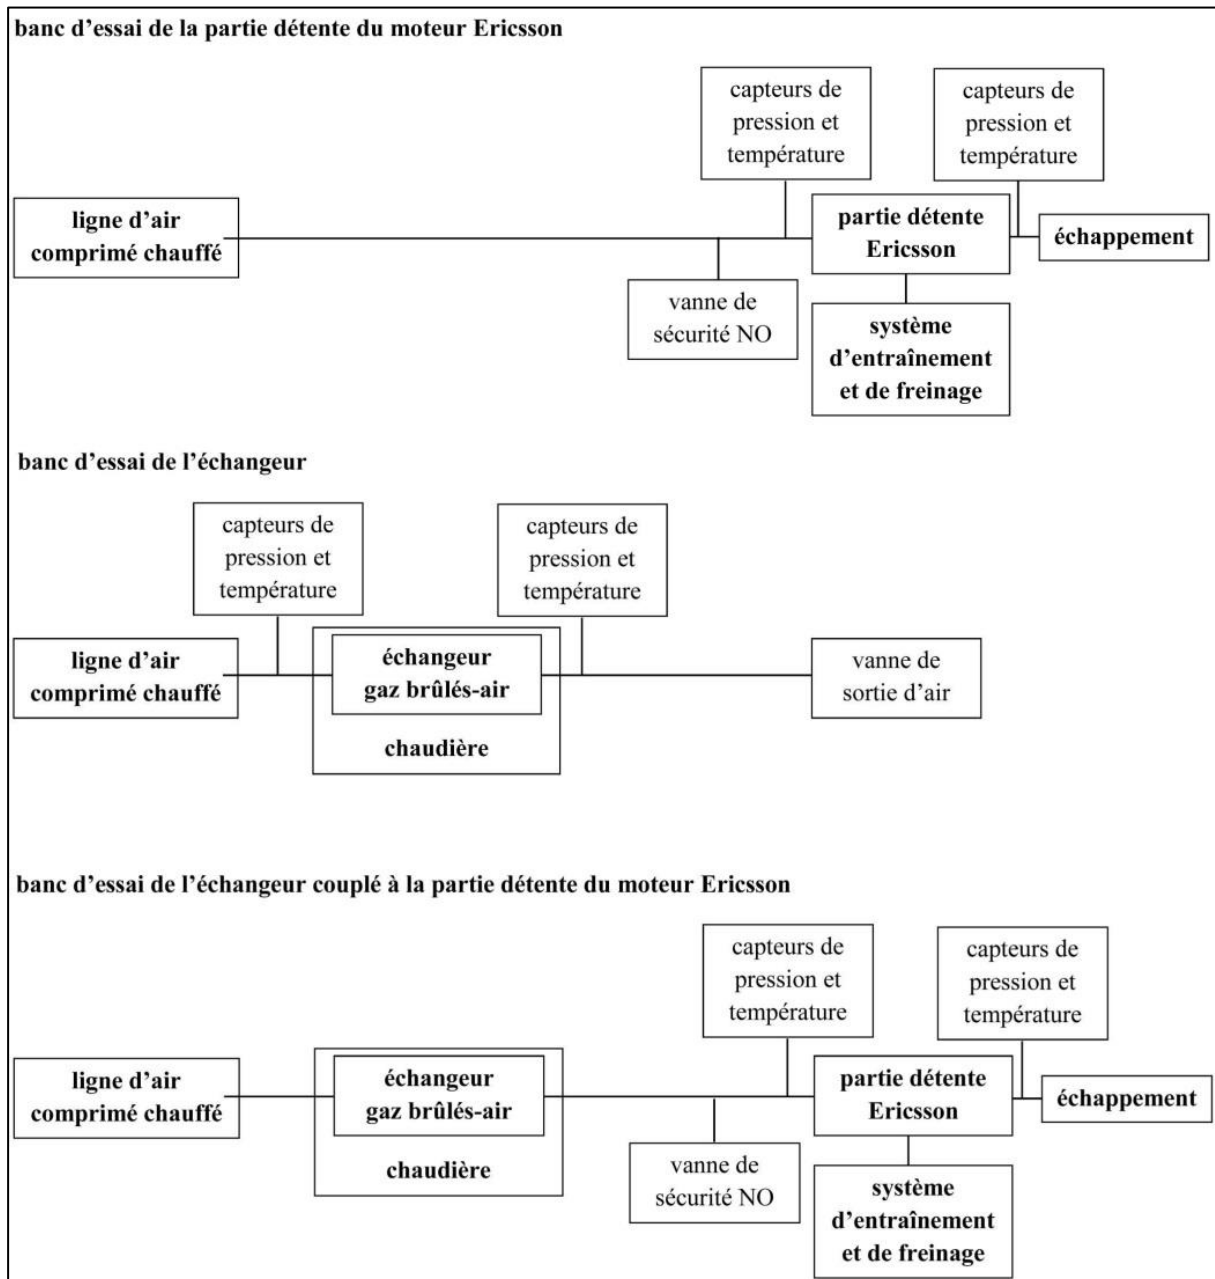 banc d'essai de la partie détente du moteur Ericsson
capteurs de
pression et
température
capteurs de
pression et
température
ligne d'air
comprimé chauffé
partie détente
Ericsson
échappement
vanne de
sécurité NO
système
d'entraînement
et de freinage
banc d'essai de l'échangeur
capteurs de
pression et
température
capteurs de
pression et
température
ligne d'air
comprimé chauffé
échangeur
gaz brûlés-air
chaudière
vanne de
sortie d'air
banc d'essai de l'échangeur couplé à la partie détente du moteur Ericsson
capteurs de
pression et
température
capteurs de
pression et
température
ligne d'air
comprimé chauffé
échangeur
gaz brûlés-air
chaudière
partie détente
Ericsson
échappement
vanne de
sécurité NO
système
d'entraînement
et de freinage